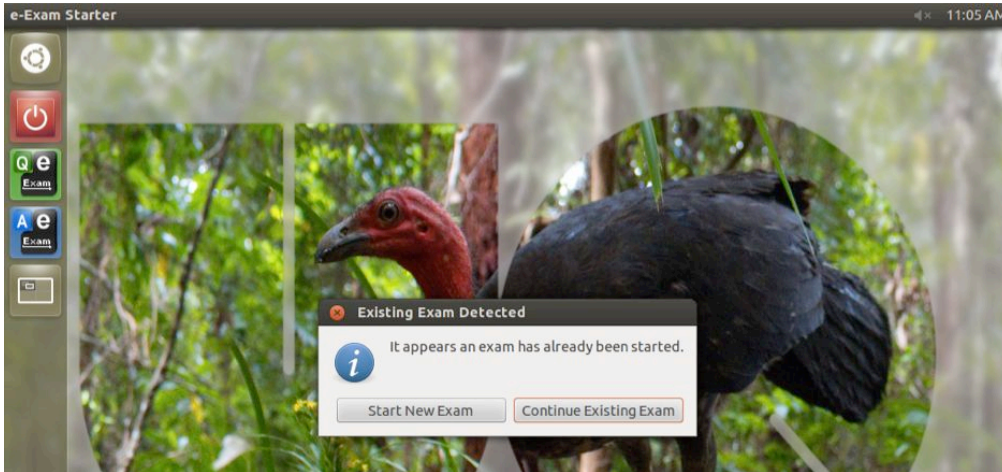 e-Exam Starter
11:05 AM
Q e
Exam
A e
Exam
Existing Exam Detected
It appears an exam has already been started.
Start New Exam
Continue Existing Exam